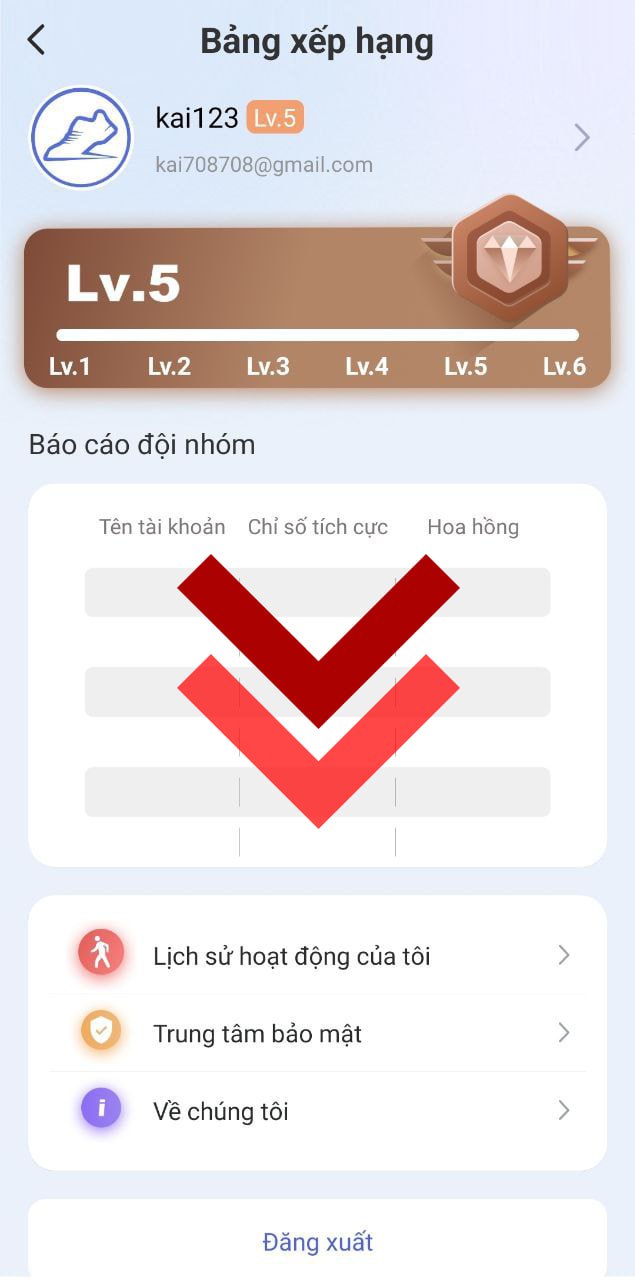 Bảng xếp hạng
kai123 Lv.5
kai708708@gmail.com
Lv.5
Lv.1 Lv.2 Lv.3 Lv.4 Lv.5 Lv.6
Báo cáo đội nhóm
Tên tài khoản Chỉ số tích cực Hoa hồng
Lịch sử hoạt động của tôi
Trung tâm bảo mật
Về chúng tôi
Đăng xuất